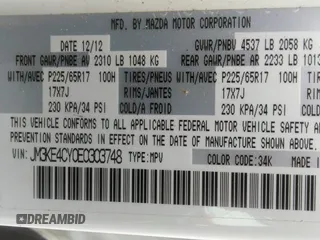 MFD. BY MAZDA MOTOR CORPORATION
DATE 12/12 GVWR/PNBV 4537 LB 2058 KG
FRONT GAWR/PNBE AV 2310 LB 1048 KG REAR GAWR/PNBE AR 2233 LB 1013
WITH/AVEC P225/65R17 100H TIRES/PNEUS WITH/AVEC P225/65R17 100H
17X7J RIMS/JANTES 17X7J
230 KPA/34 PSI COLD/A FROID 230 KPA/34 PSI
THIS VEHICLE CONFORMS TO ALL APPLICABLE FEDERAL MOTOR VEHICLE SAFETY
IN EFFECT ON THE DATE OF MANUFACTURE SHOWN ABOVE.
VIN: JM3KE4CY0E0303748 TYPE:MPV COLOR: 34K
DREAMBID